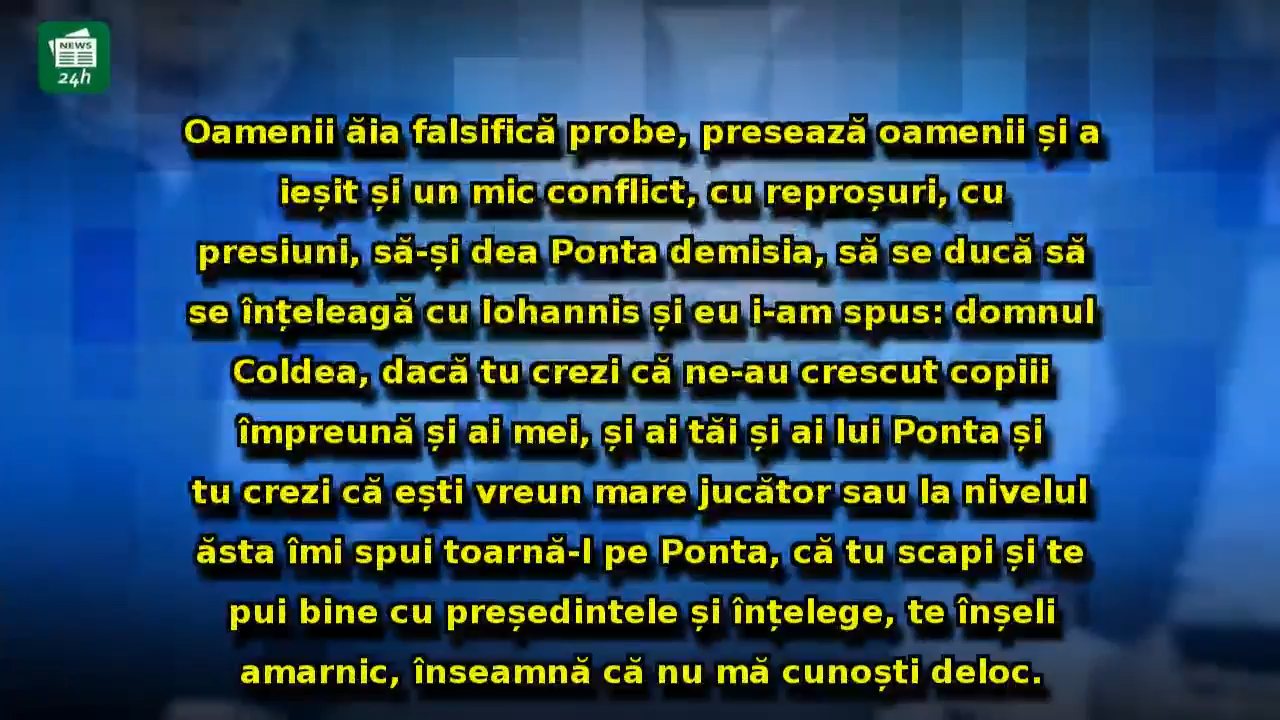 NEWS
24h
Oamenii ăia falsifică probe, presează oamenii și a
ieșit și un mic conflict, cu reproșuri, cu
presiuni, să-și dea Ponta demisia, să se ducă să
se înțeleagă cu Iohannis și eu i-am spus: domnul
Coldea, dacă tu crezi că ne-au crescut copiii
împreună și ai mei, și ai tăi și ai lui Ponta și
tu crezi că ești vreun mare jucător sau la nivelul
ăsta îmi spui toarnă-l pe Ponta, că tu scapi și te
pui bine cu președintele și înțelege, te înșeli
amarnic, înseamnă că nu mă cunoști deloc.